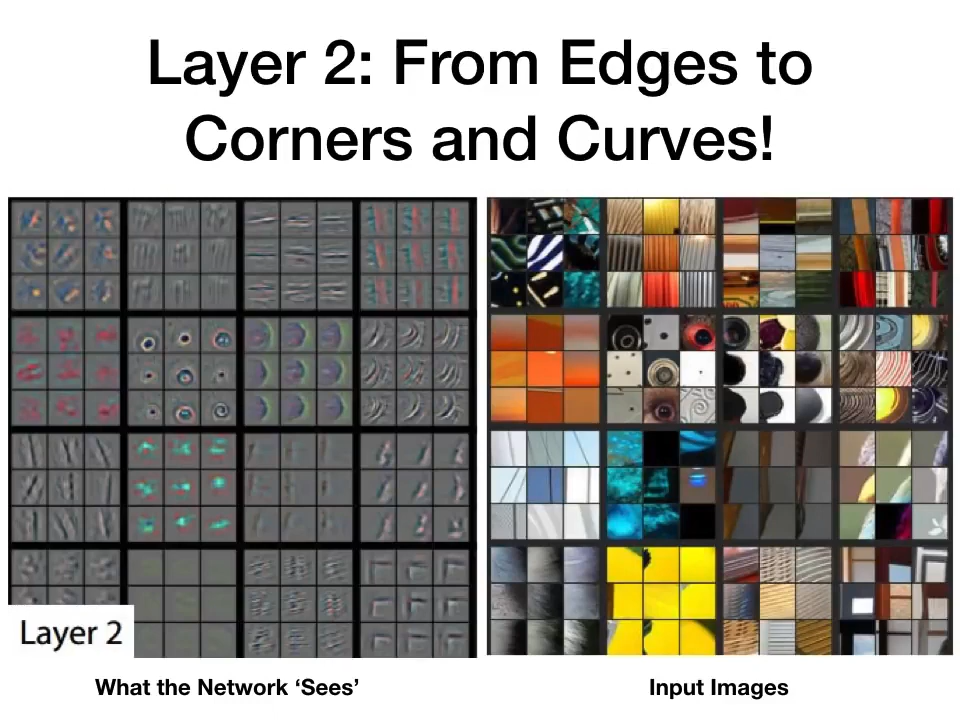 Layer 2: From Edges to
Corners and Curves!
Layer 2
What the Network ‘Sees’
Input Images